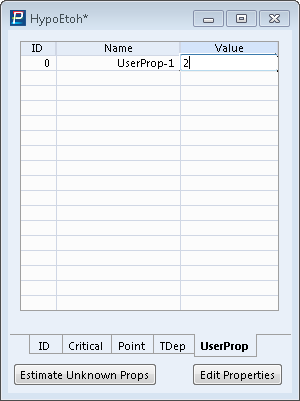 HypoEtoh*
ID Name Value
0 UserProp-1 2
ID Critical Point TDep UserProp
Estimate Unknown Props Edit Properties